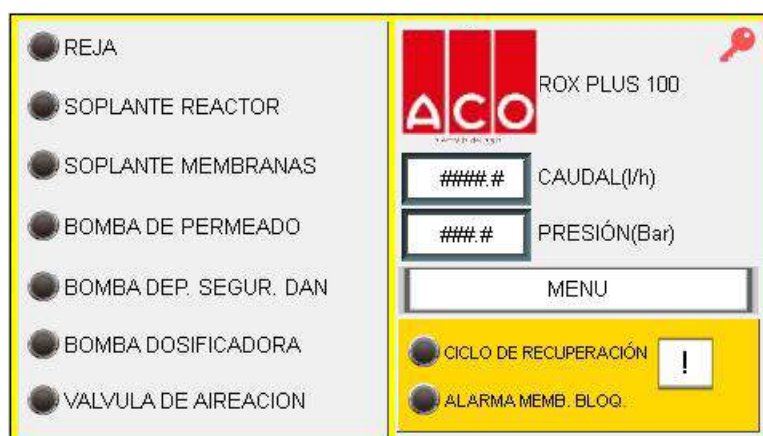 REJA
SOPLANTE REACTOR
SOPLANTE MEMBRANAS
BOMBA DE PERMEADO
BOMBA DEP. SEGUR. DAN
BOMBA DOSIFICADORA
VALVULA DE AIREACION
ACO
ROX PLUS 100
####.# CAUDAL(l/h)
###.# PRESIÓN(Bar)
MENU
CICLO DE RECUPERACIÓN
!
ALARMA MEMB. BLOQ.